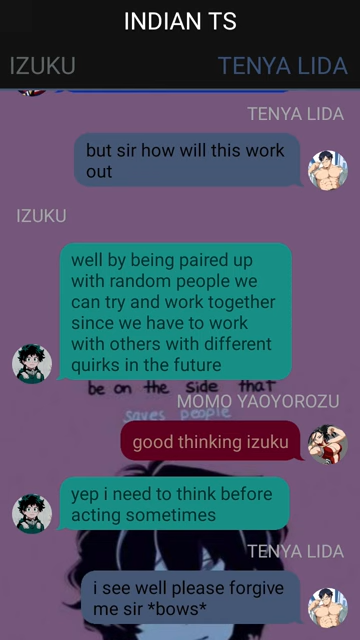 INDIAN TS
IZUKU
TENYA LIDA
TENYA LIDA
but sir how will this work
out
IZUKU
well by being paired up
with random people we
can try and work together
since we have to work
with others with different
quirks in the future
be on the side that
saves people
MOMO YAOYOROZU
good thinking izuku
yep i need to think before
acting sometimes
TENYA LIDA
i see well please forgive
me sir *bows*